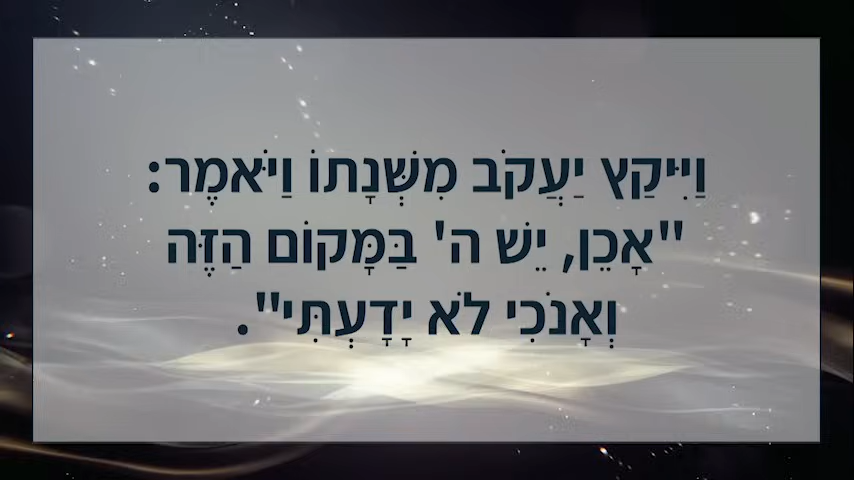 וַיִּיקַץ יַעֲקֹב מִשְּׁנָתוֹ וַיֹּאמֶר:
"אָכֵן, יֵשׁ ה' בַּמָּקוֹם הַזֶּה
וְאָנֹכִי לֹא יָדָעְתִּי".